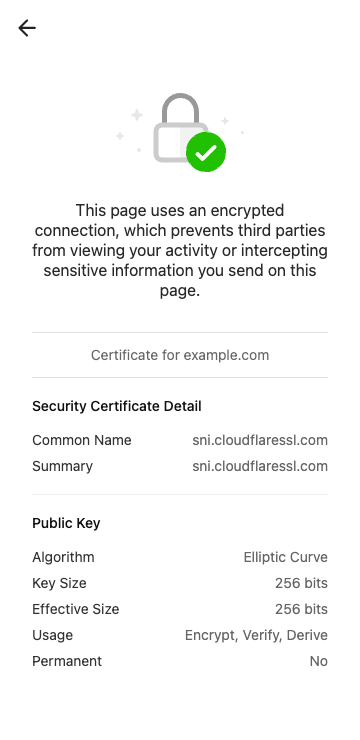 This page uses an encrypted
connection, which prevents third parties
from viewing your activity or intercepting
sensitive information you send on this
page.
Certificate for example.com
Security Certificate Detail
Common Name sni.cloudflaressl.com
Summary sni.cloudflaressl.com
Public Key
Algorithm Elliptic Curve
Key Size 256 bits
Effective Size 256 bits
Usage Encrypt, Verify, Derive
Permanent No